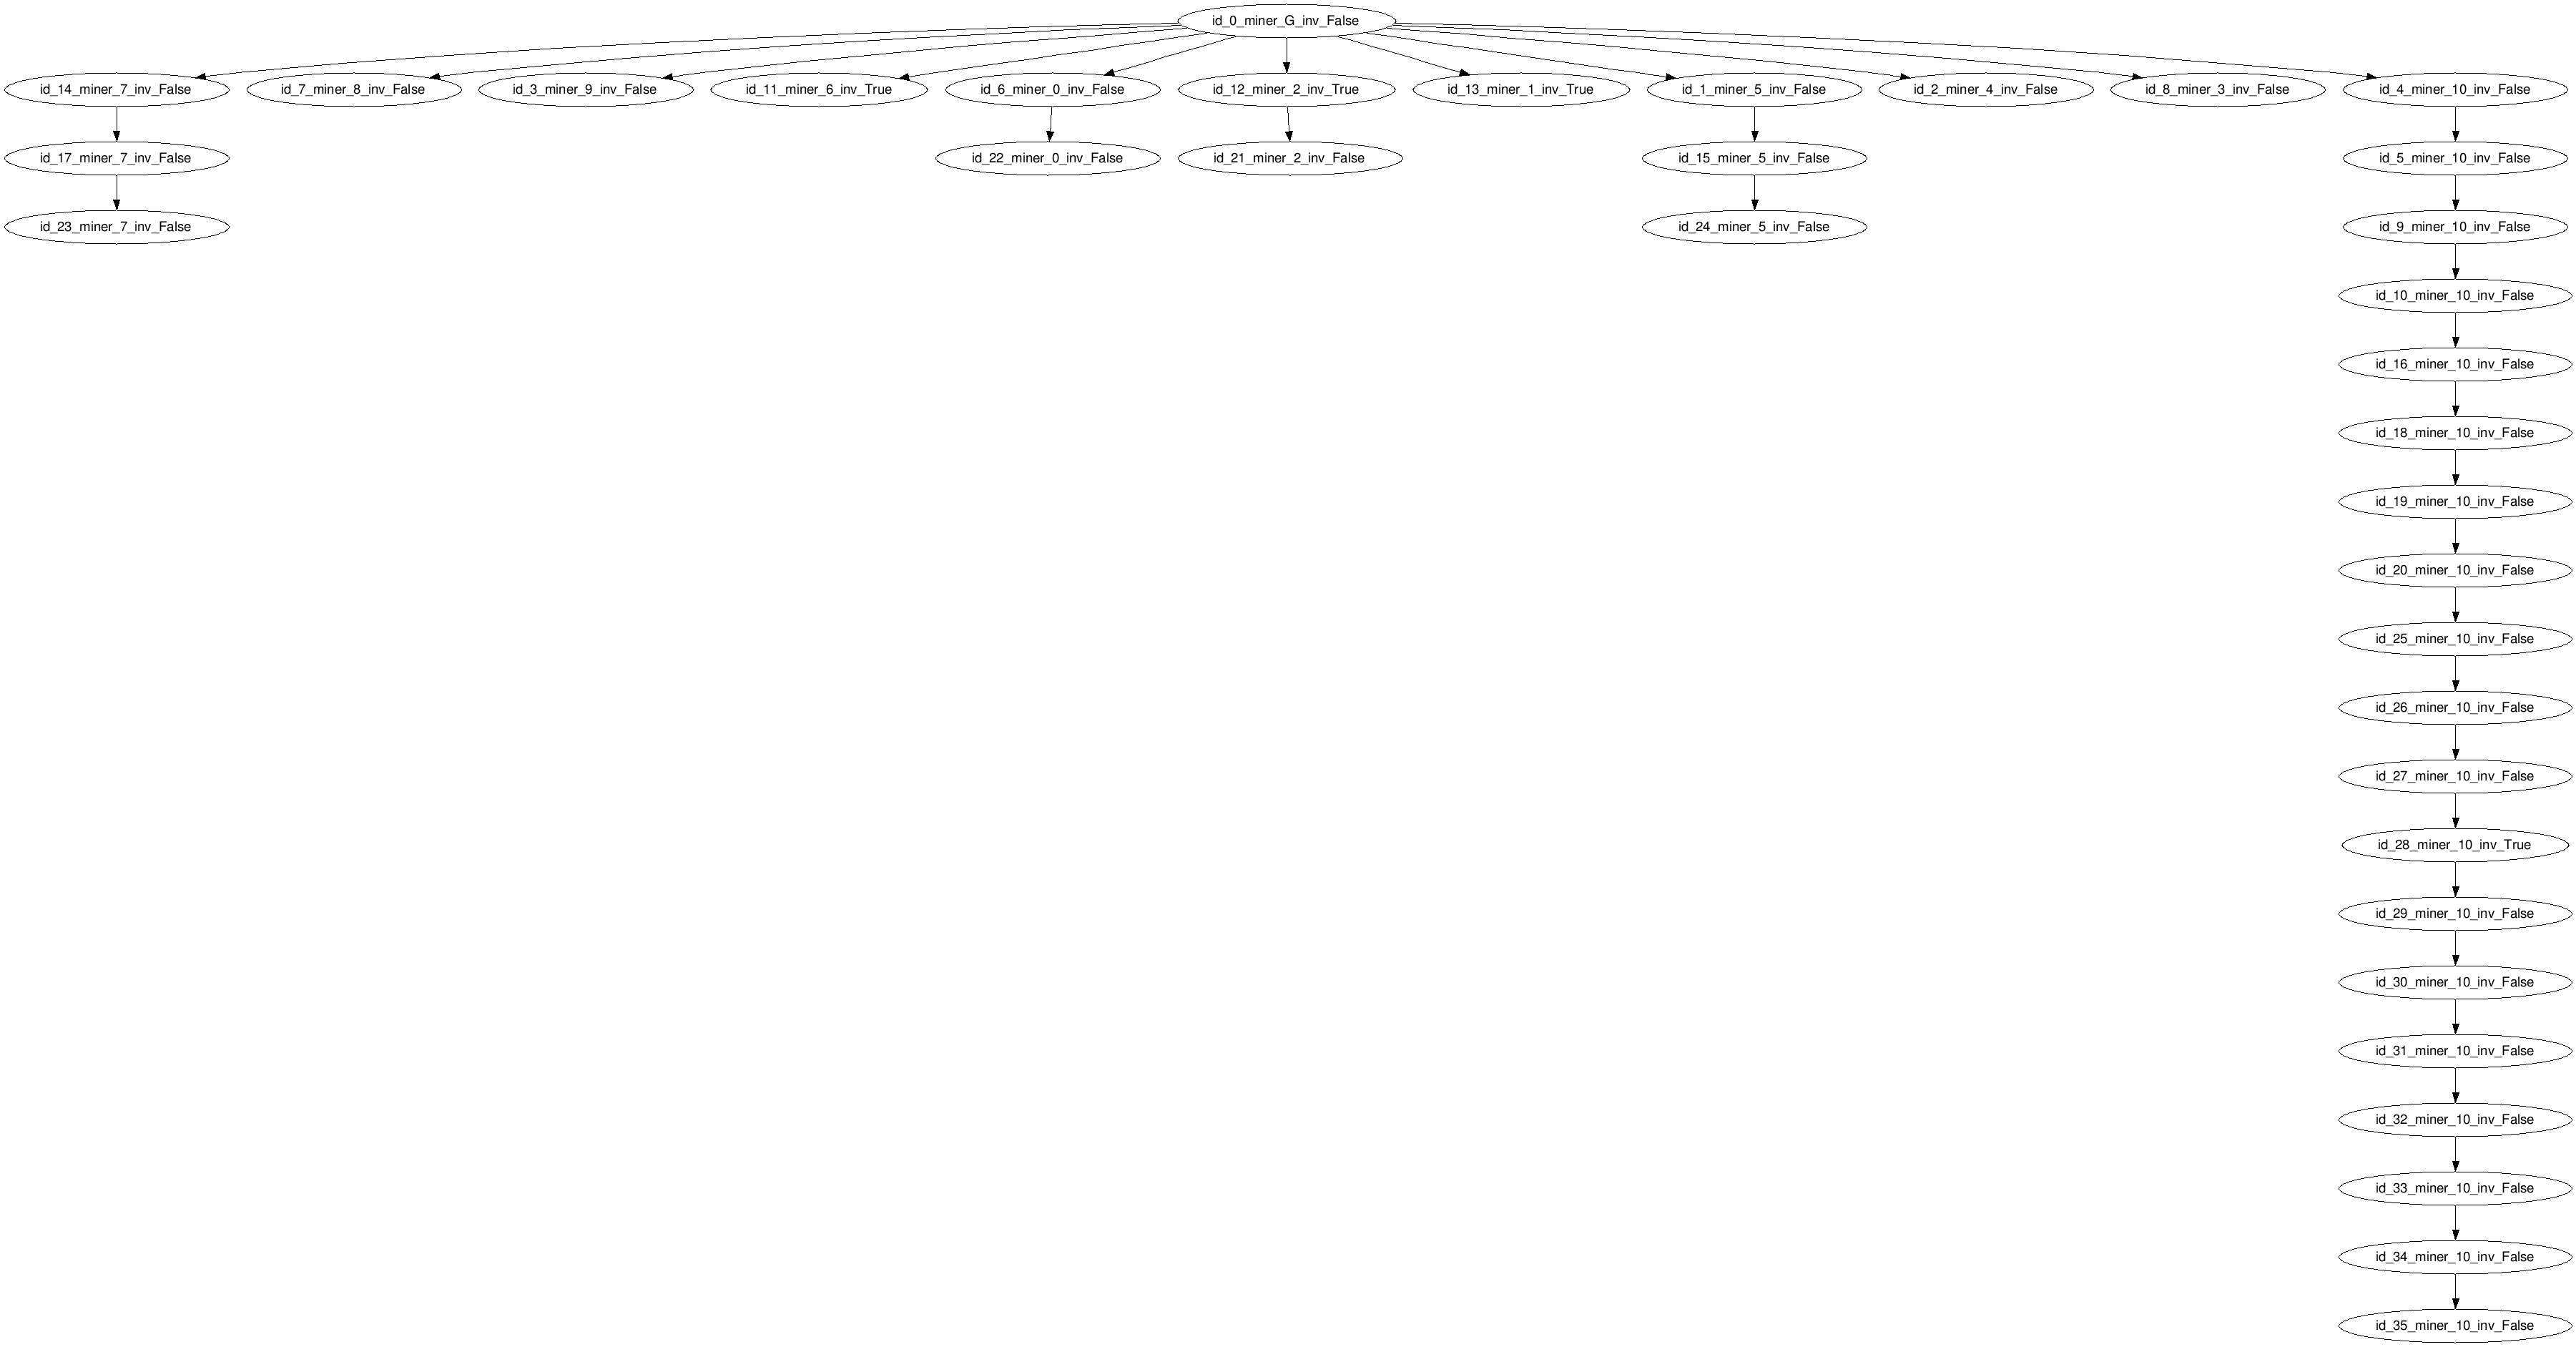 id_0_miner_G_inv_False
id_14_miner_7_inv_False
id_7_miner_8_inv_False
id_3_miner_9_inv_False
id_11_miner_6_inv_True
id_6_miner_0_inv_False
id_12_miner_2_inv_True
id_13_miner_1_inv_True
id_1_miner_5_inv_False
id_2_miner_4_inv_False
id_8_miner_3_inv_False
id_4_miner_10_inv_False
id_17_miner_7_inv_False
id_22_miner_0_inv_False
id_21_miner_2_inv_False
id_15_miner_5_inv_False
id_5_miner_10_inv_False
id_23_miner_7_inv_False
id_24_miner_5_inv_False
id_9_miner_10_inv_False
id_10_miner_10_inv_False
id_16_miner_10_inv_False
id_18_miner_10_inv_False
id_19_miner_10_inv_False
id_20_miner_10_inv_False
id_25_miner_10_inv_False
id_26_miner_10_inv_False
id_27_miner_10_inv_False
id_28_miner_10_inv_True
id_29_miner_10_inv_False
id_30_miner_10_inv_False
id_31_miner_10_inv_False
id_32_miner_10_inv_False
id_33_miner_10_inv_False
id_34_miner_10_inv_False
id_35_miner_10_inv_False